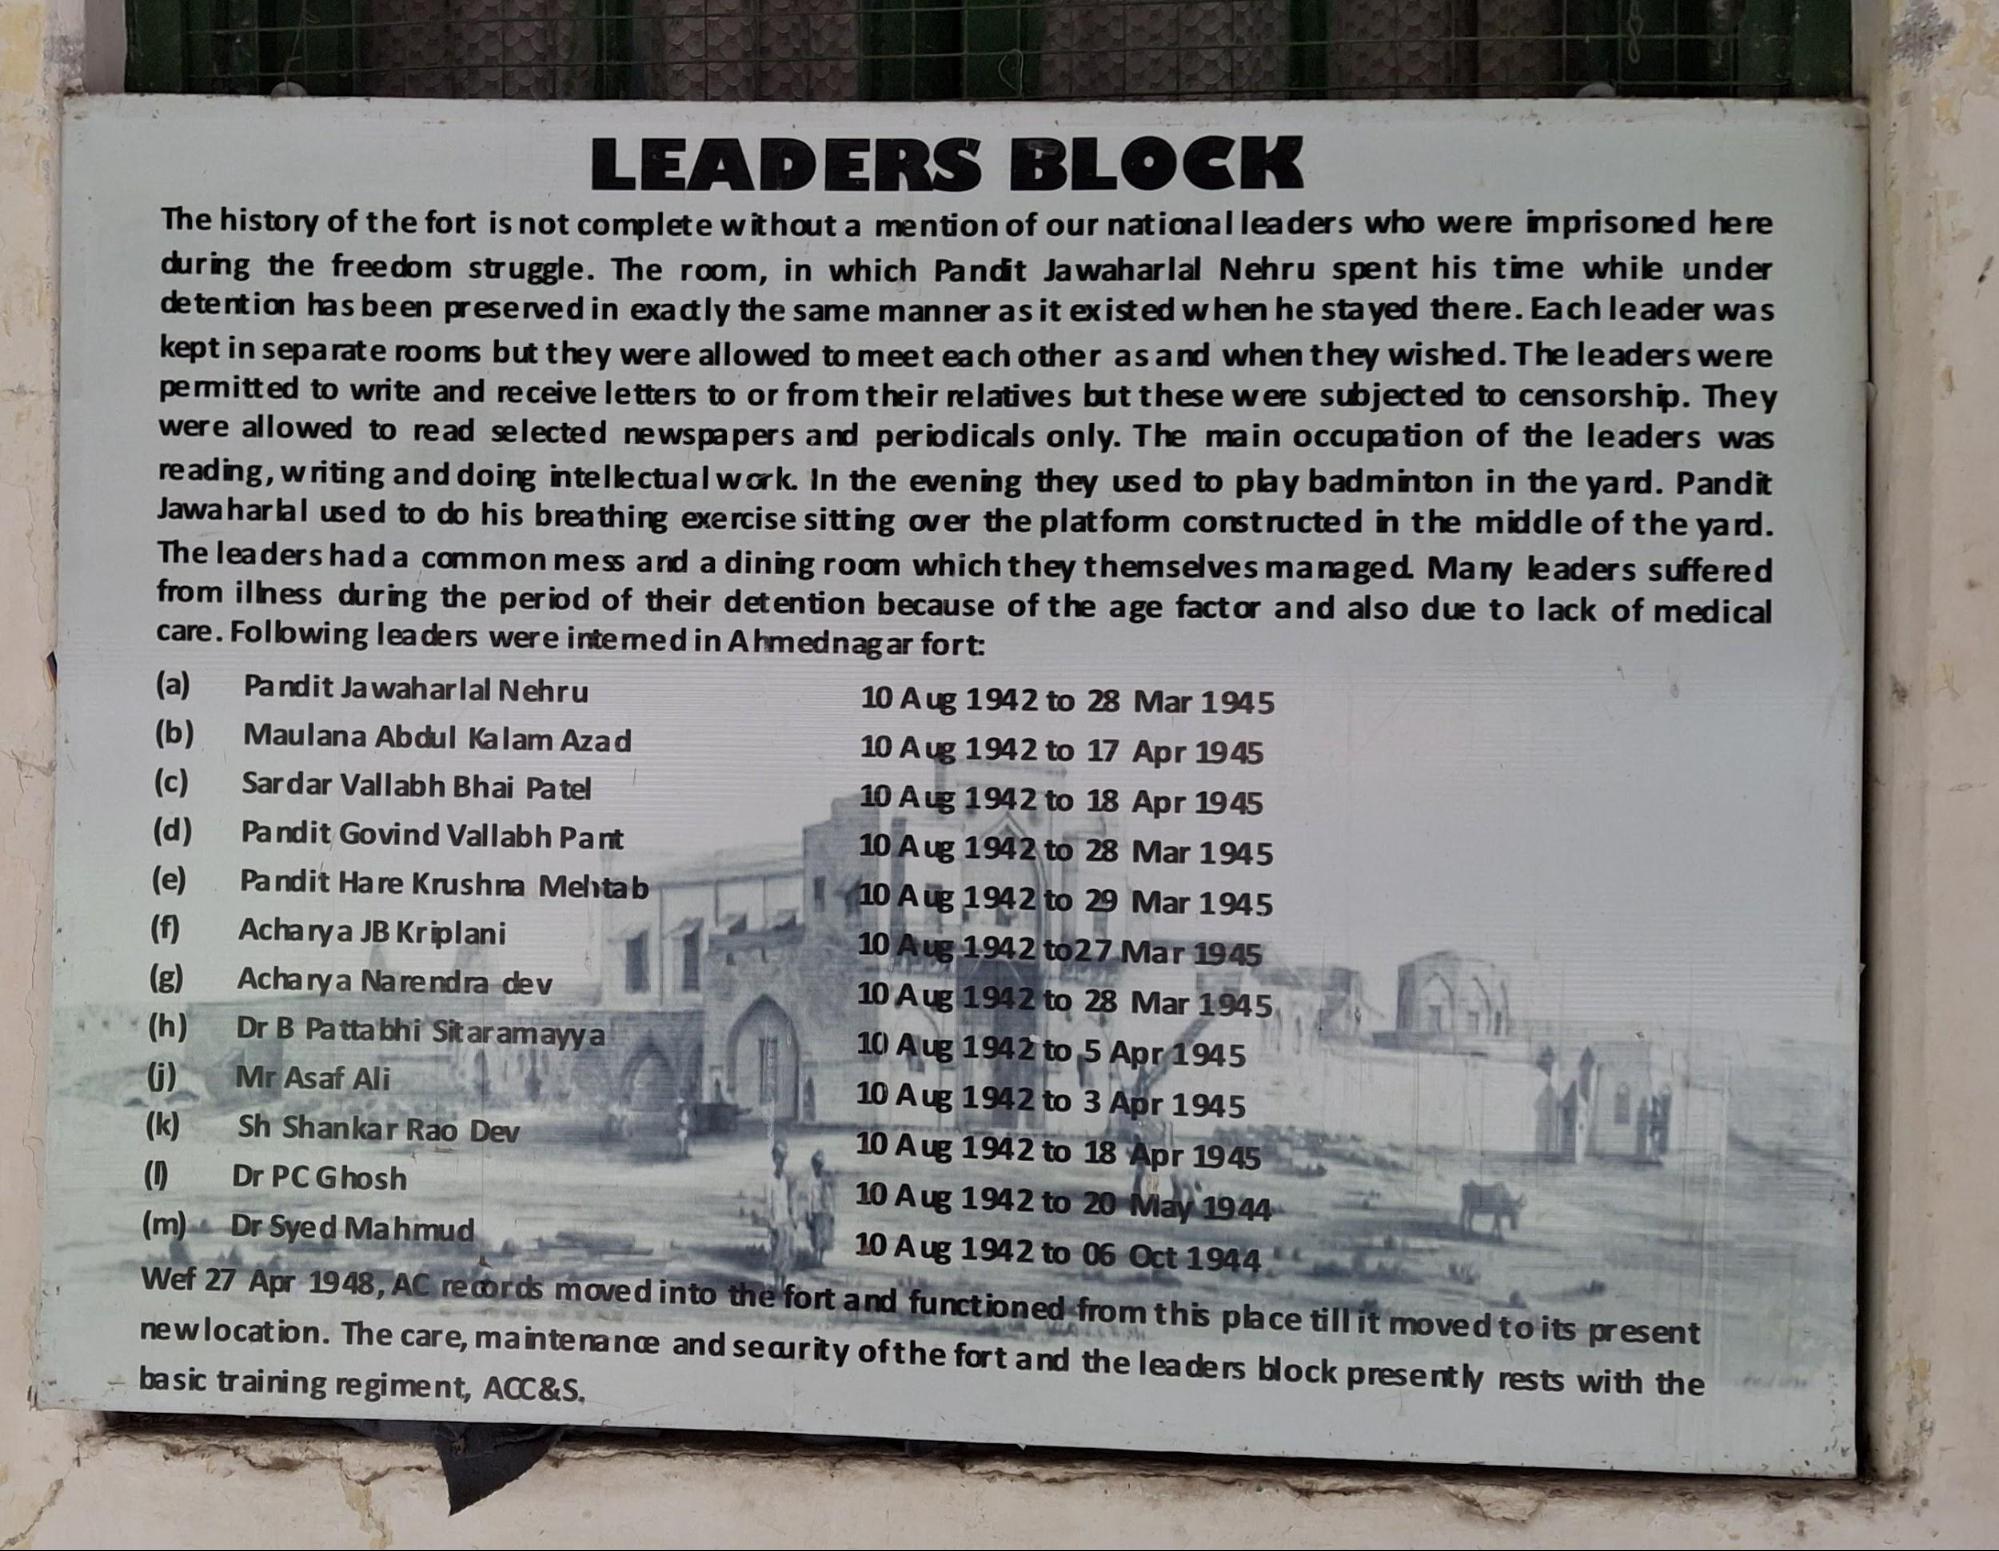 LEADERS BLOCK
The history of the fort is not complete without a mention of our national leaders who were imprisoned here
during the freedom struggle. The room, in which Pandit Jawaharlal Nehru spent his time while under
detention has been preserved in exactly the same manner as it existed when he stayed there. Each leader was
kept in separate rooms but they were allowed to meet each other as and when they wished. The leaders were
permitted to write and receive letters to or from their relatives but these were subjected to censorship. They
were allowed to read selected newspapers and periodicals only. The main occupation of the leaders was
reading, writing and doing intellectual work. In the evening they used to play badminton in the yard. Pandit
Jawaharlal used to do his breathing exercise sitting over the platform constructed in the middle of the yard.
The leaders had a common mess and a dining room which they themselves managed. Many leaders suffered
from illness during the period of their detention because of the age factor and also due to lack of medical
care. Following leaders were interned in Ahmednagar fort:
(a) Pandit Jawaharlal Nehru 10 Aug 1942 to 28 Mar 1945
(b) Maulana Abdul Kalam Azad 10 Aug 1942 to 17 Apr 1945
(c) Sardar Vallabh Bhai Patel 10 Aug 1942 to 18 Apr 1945
(d) Pandit Govind Vallabh Pant 10 Aug 1942 to 28 Mar 1945
(e) Pandit Hare Krushna Mehtab 10 Aug 1942 to 29 Mar 1945
(f) Acharya JB Kriplani 10 Aug 1942 to 27 Mar 1945
(g) Acharya Narendra dev 10 Aug 1942 to 28 Mar 1945
(h) Dr B Pattabhi Sitaramayya 10 Aug 1942 to 5 Apr 1945
(j) Mr Asaf Ali 10 Aug 1942 to 3 Apr 1945
(k) Sh Shankar Rao Dev 10 Aug 1942 to 18 Apr 1945
(l) Dr PC Ghosh 10 Aug 1942 to 20 May 1944
(m) Dr Syed Mahmud 10 Aug 1942 to 06 Oct 1944
Wef 27 Apr 1948, AC records moved into the fort and functioned from this place till it moved to its present
new location. The care, maintenance and security of the fort and the leaders block presently rests with the
basic training regiment, ACC&S.